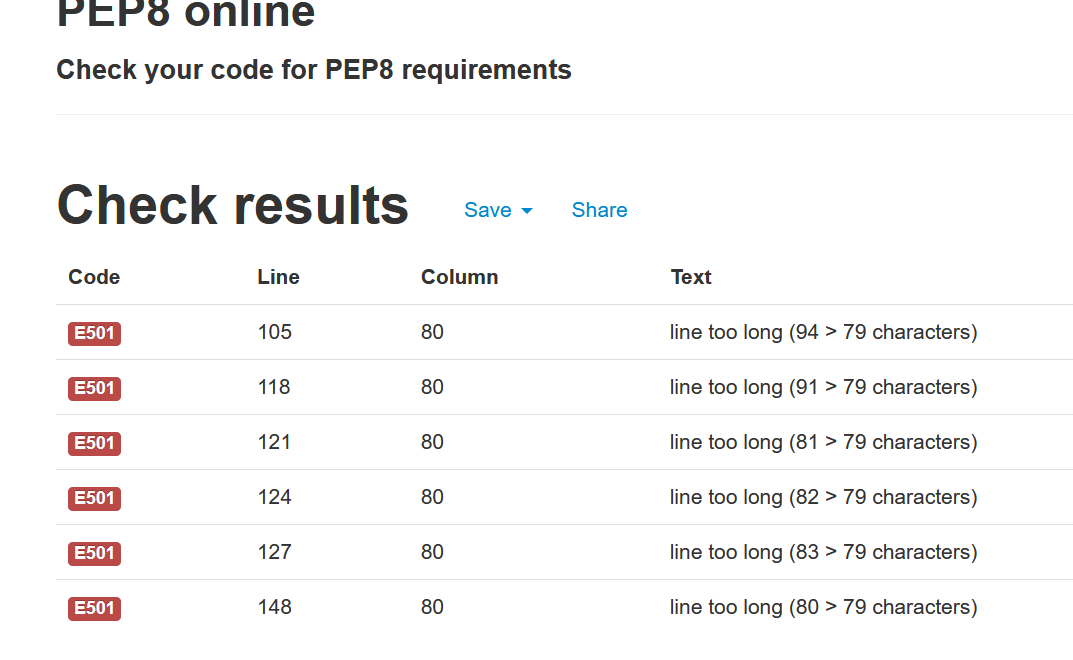 PEP8 online
Check your code for PEP8 requirements
Check results Save Share
Code Line Column Text
E501 105 80 line too long (94 > 79 characters)
E501 118 80 line too long (91 > 79 characters)
E501 121 80 line too long (81 > 79 characters)
E501 124 80 line too long (82 > 79 characters)
E501 127 80 line too long (83 > 79 characters)
E501 148 80 line too long (80 > 79 characters)